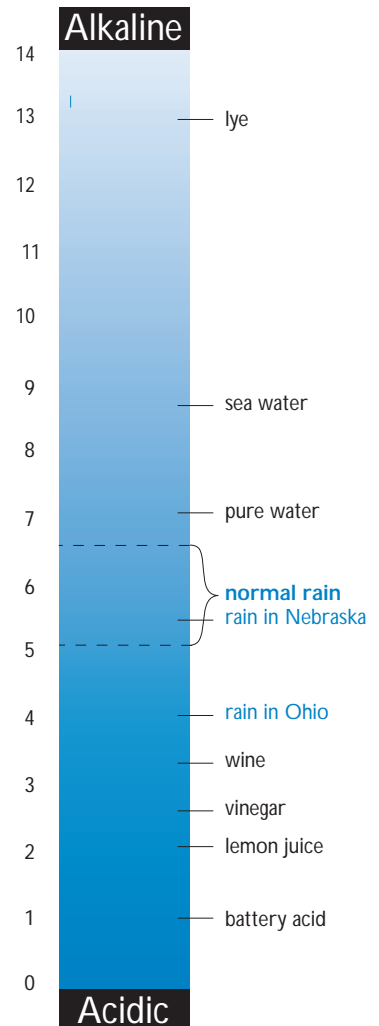 Alkaline
14
13
lye
12
11
10
9
sea water
8
7
pure water
6
normal rain
rain in Nebraska
5
4
rain in Ohio
wine
3
vinegar
2
lemon juice
1
battery acid
0
Acidic